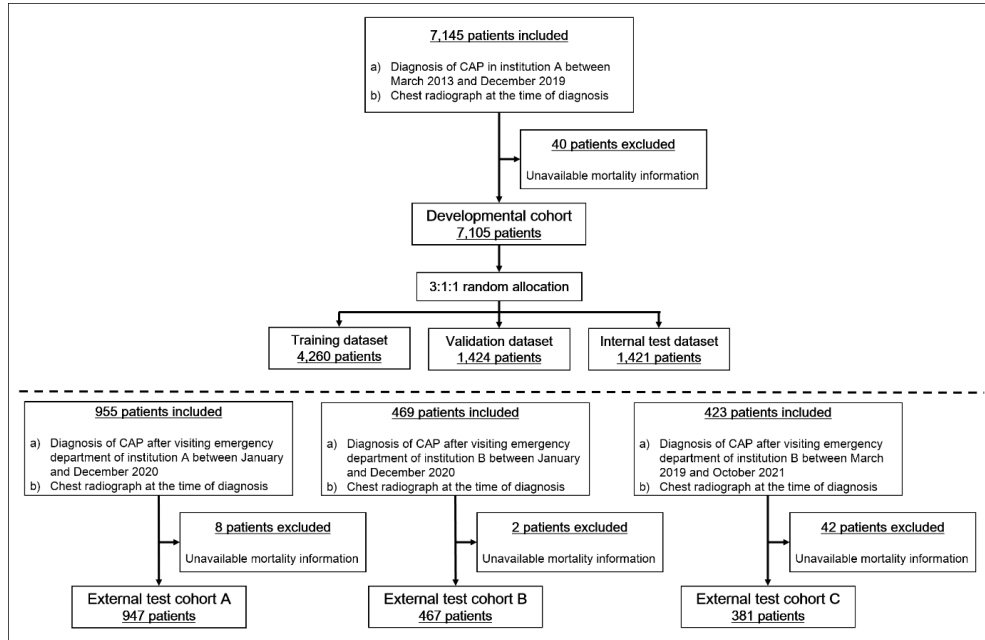 7,145 patients included
a) Diagnosis of CAP in institution A between
March 2013 and December 2019
b) Chest radiograph at the time of diagnosis
40 patients excluded
Unavailable mortality information
Developmental cohort
7,105 patients
3:1:1 random allocation
Training dataset
4,260 patients
Validation dataset
1,424 patients
Internal test dataset
1,421 patients
955 patients included
a) Diagnosis of CAP after visiting emergency
department of institution A between January
and December 2020
b) Chest radiograph at the time of diagnosis
8 patients excluded
Unavailable mortality information
External test cohort A
947 patients
469 patients included
a) Diagnosis of CAP after visiting emergency
department of institution B between January
and December 2020
b) Chest radiograph at the time of diagnosis
2 patients excluded
Unavailable mortality information
External test cohort B
467 patients
423 patients included
a) Diagnosis of CAP after visiting emergency
department of institution B between March
2019 and October 2021
b) Chest radiograph at the time of diagnosis
42 patients excluded
Unavailable mortality information
External test cohort C
381 patients